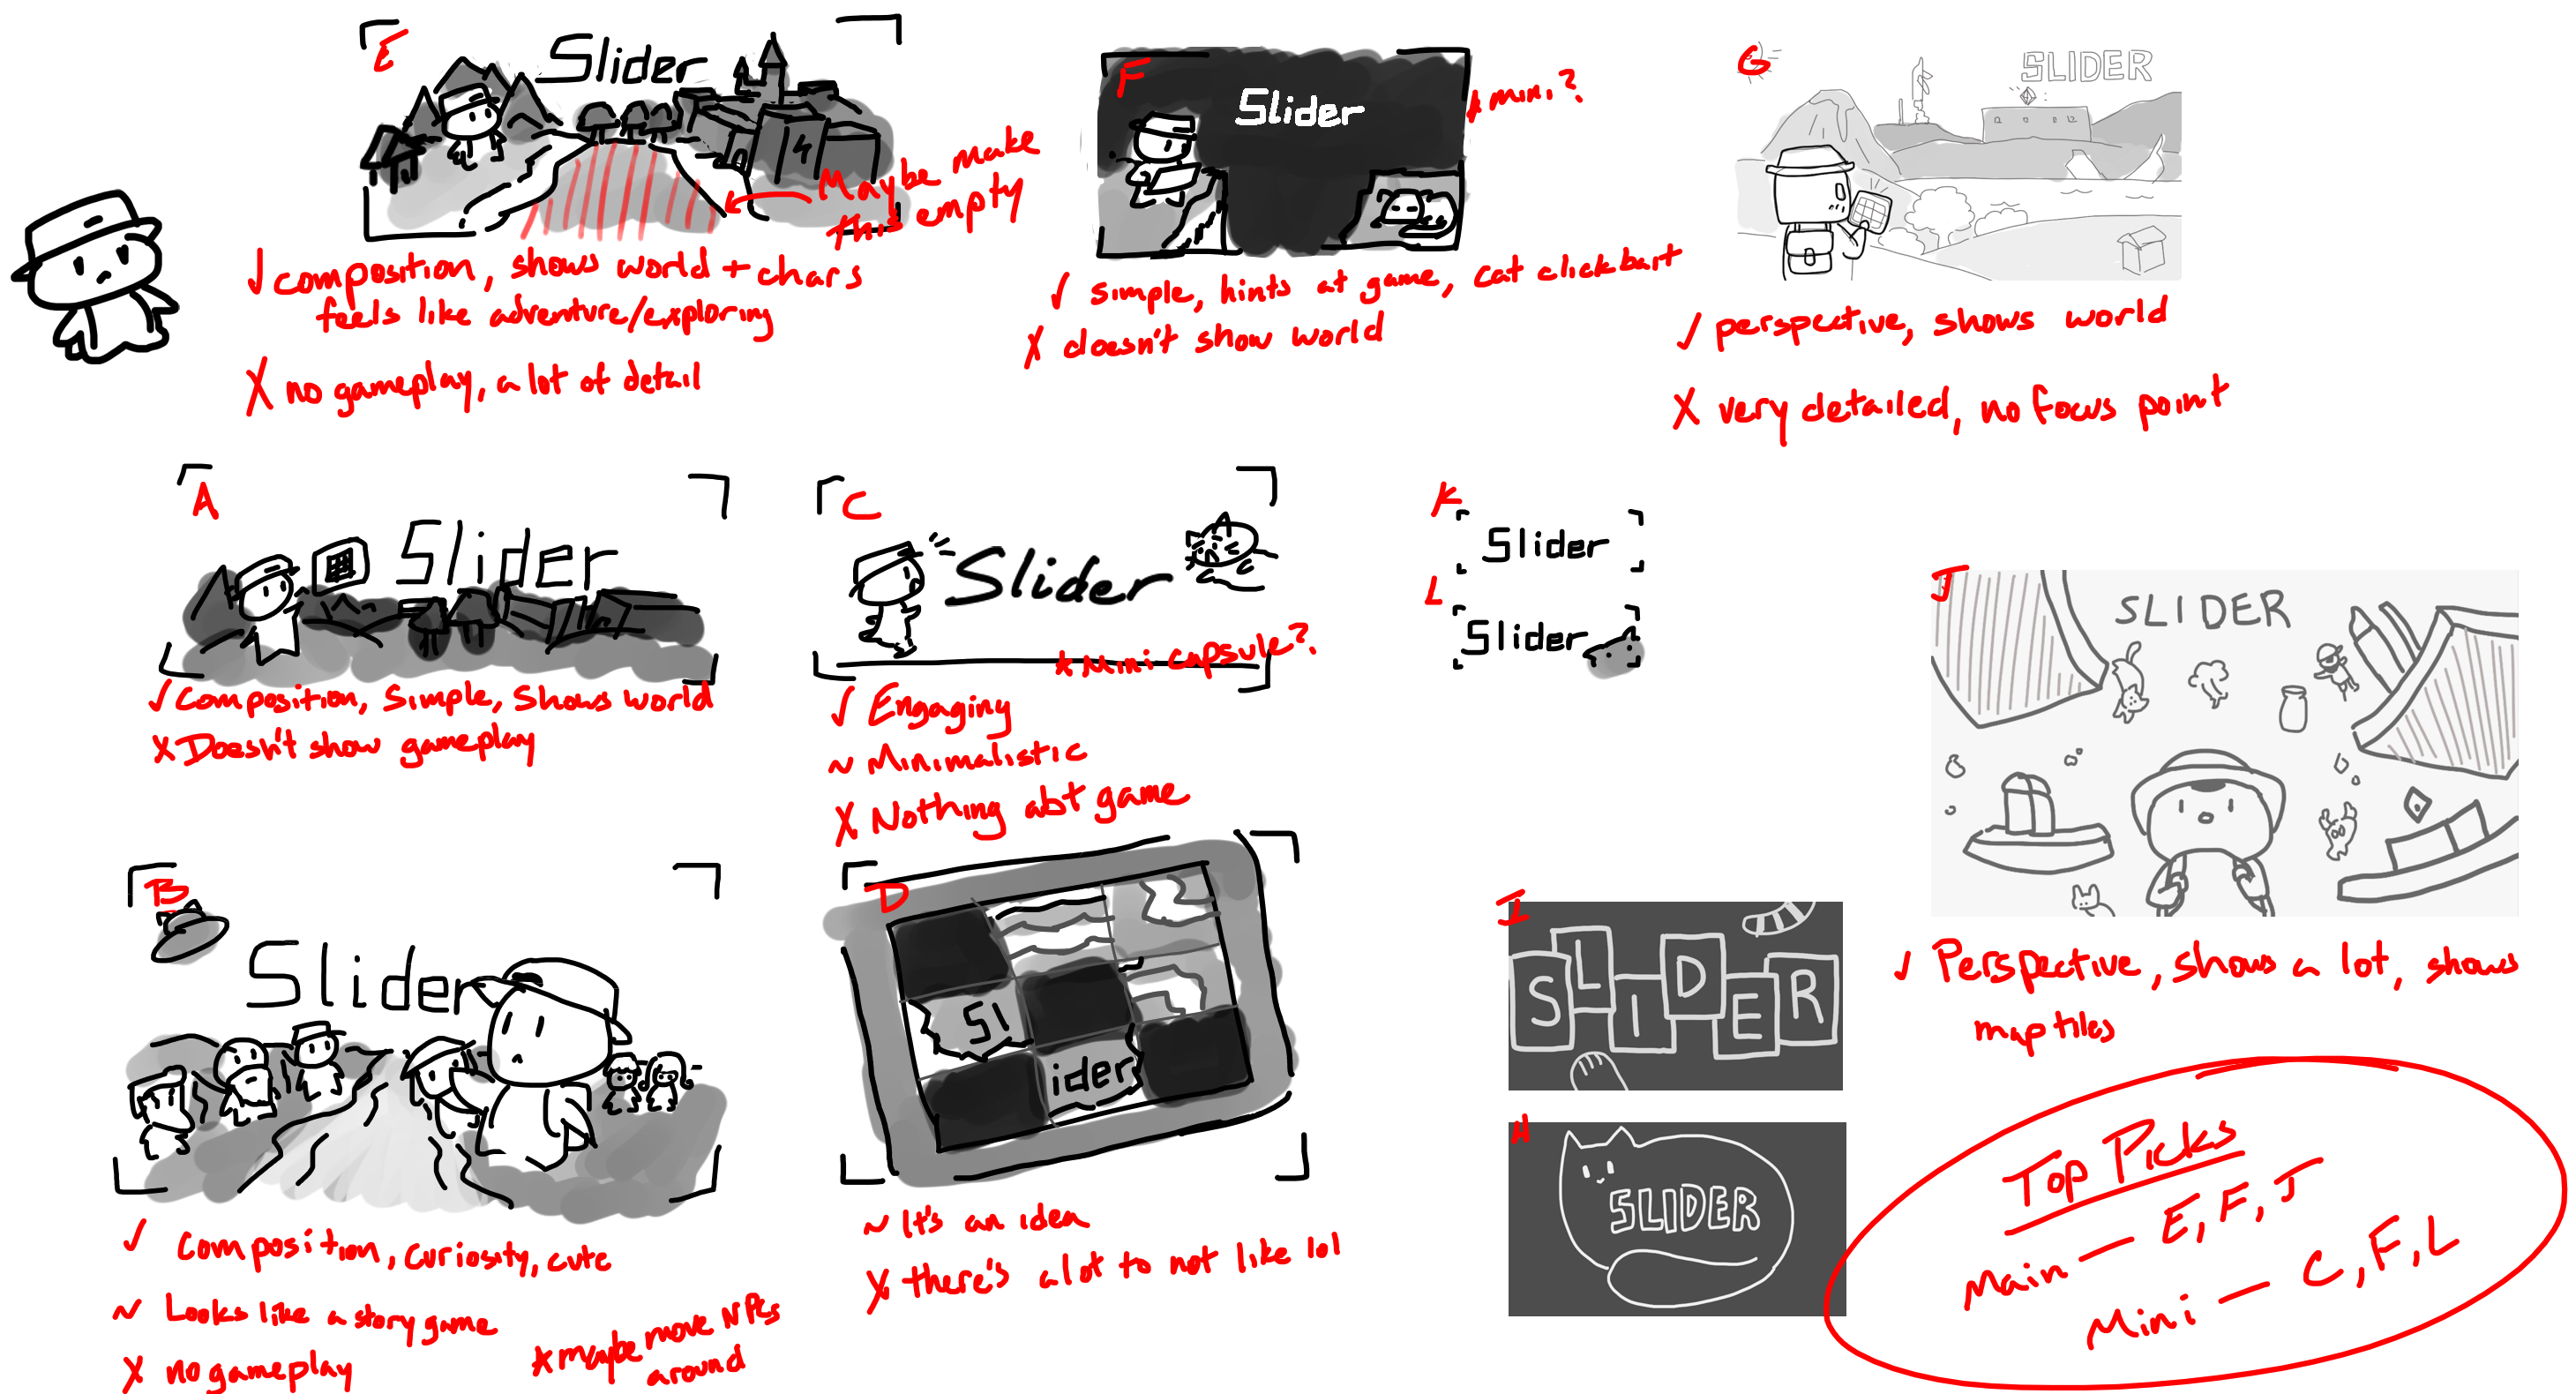 E
Slider
Maybe make
this empty
✓ composition, shows world + chars
feels like adventure/exploring
X no gameplay, a lot of detail
F
Slider
* mini?
✓ simple, hints at game, cat clickbait
X doesn't show world
G
SLIDER
✓ perspective, shows world
X very detailed, no focus point
A
Slider
✓ Composition, Simple, Shows world
X Doesn't show gameplay
C
Slider
* Mini capsule?
✓ Engaging
~ Minimalistic
X Nothing abt game
K
Slider
L
Slider
J
SLIDER
✓ Perspective, shows a lot, shows
map tiles
B
Slider
✓ composition, curiosity, cute
~ Looks like a story game
X no gameplay
* maybe move NPCs
around
D
Sl
ider
~ It's an idea
X there's a lot to not like lol
I
SLIDER
H
SLIDER
Top Picks
Main — E, F, J
Mini — C, F, L